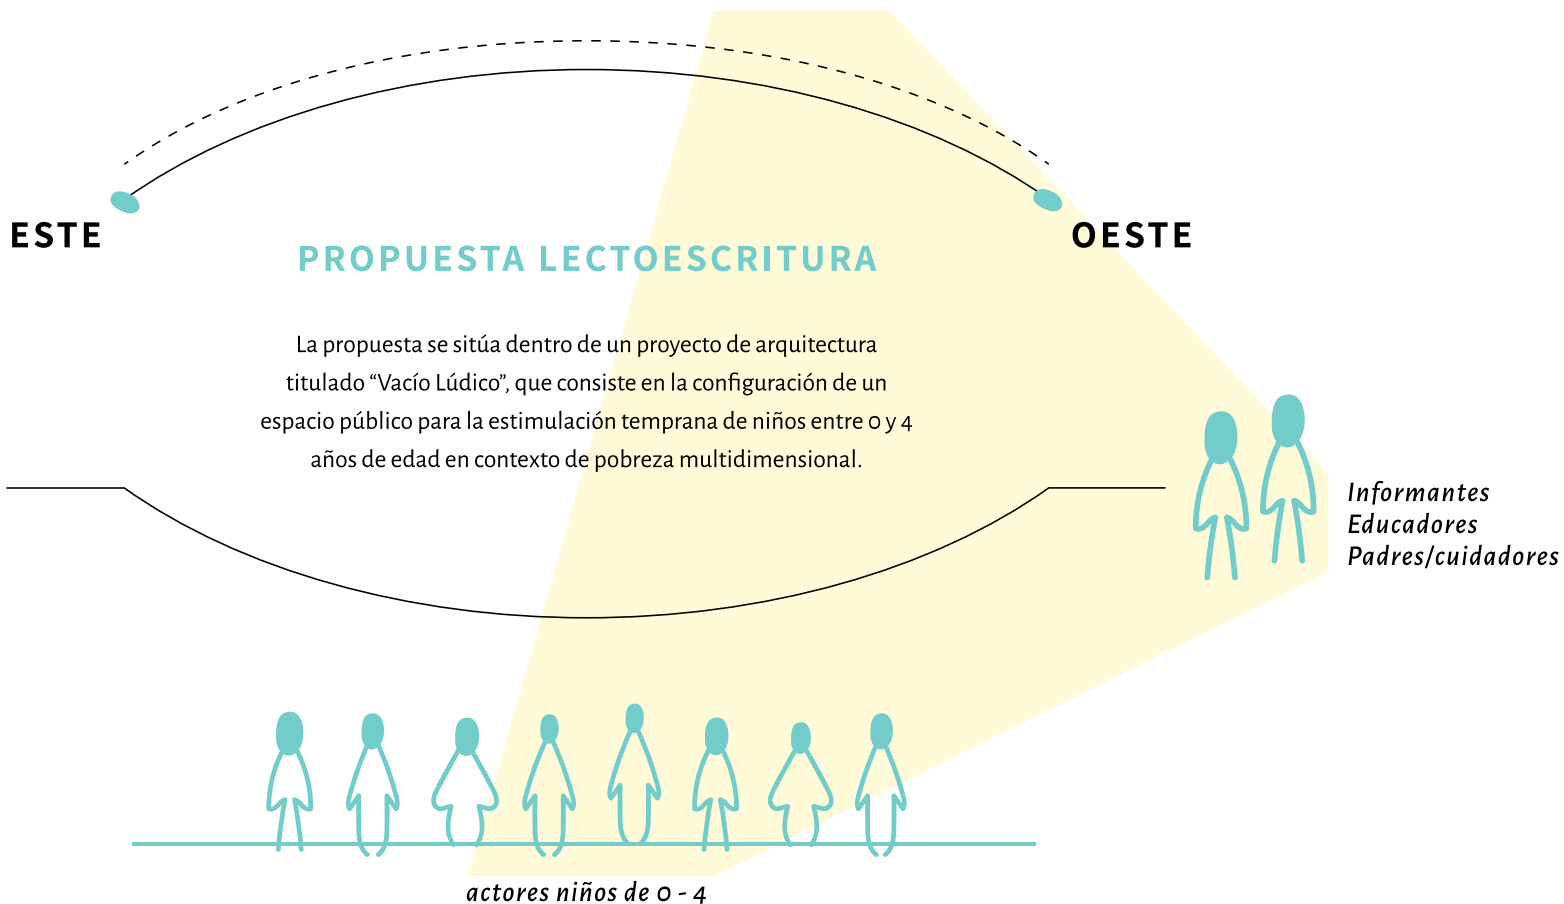 ESTE
OESTE
PROPUESTA LECTOESCRITURA
La propuesta se sitúa dentro de un proyecto de arquitectura
titulado “Vacío Lúdico”, que consiste en la configuración de un
espacio público para la estimulación temprana de niños entre 0 y 4
años de edad en contexto de pobreza multidimensional.
Informantes
Educadores
Padres/cuidadores
actores niños de 0 - 4